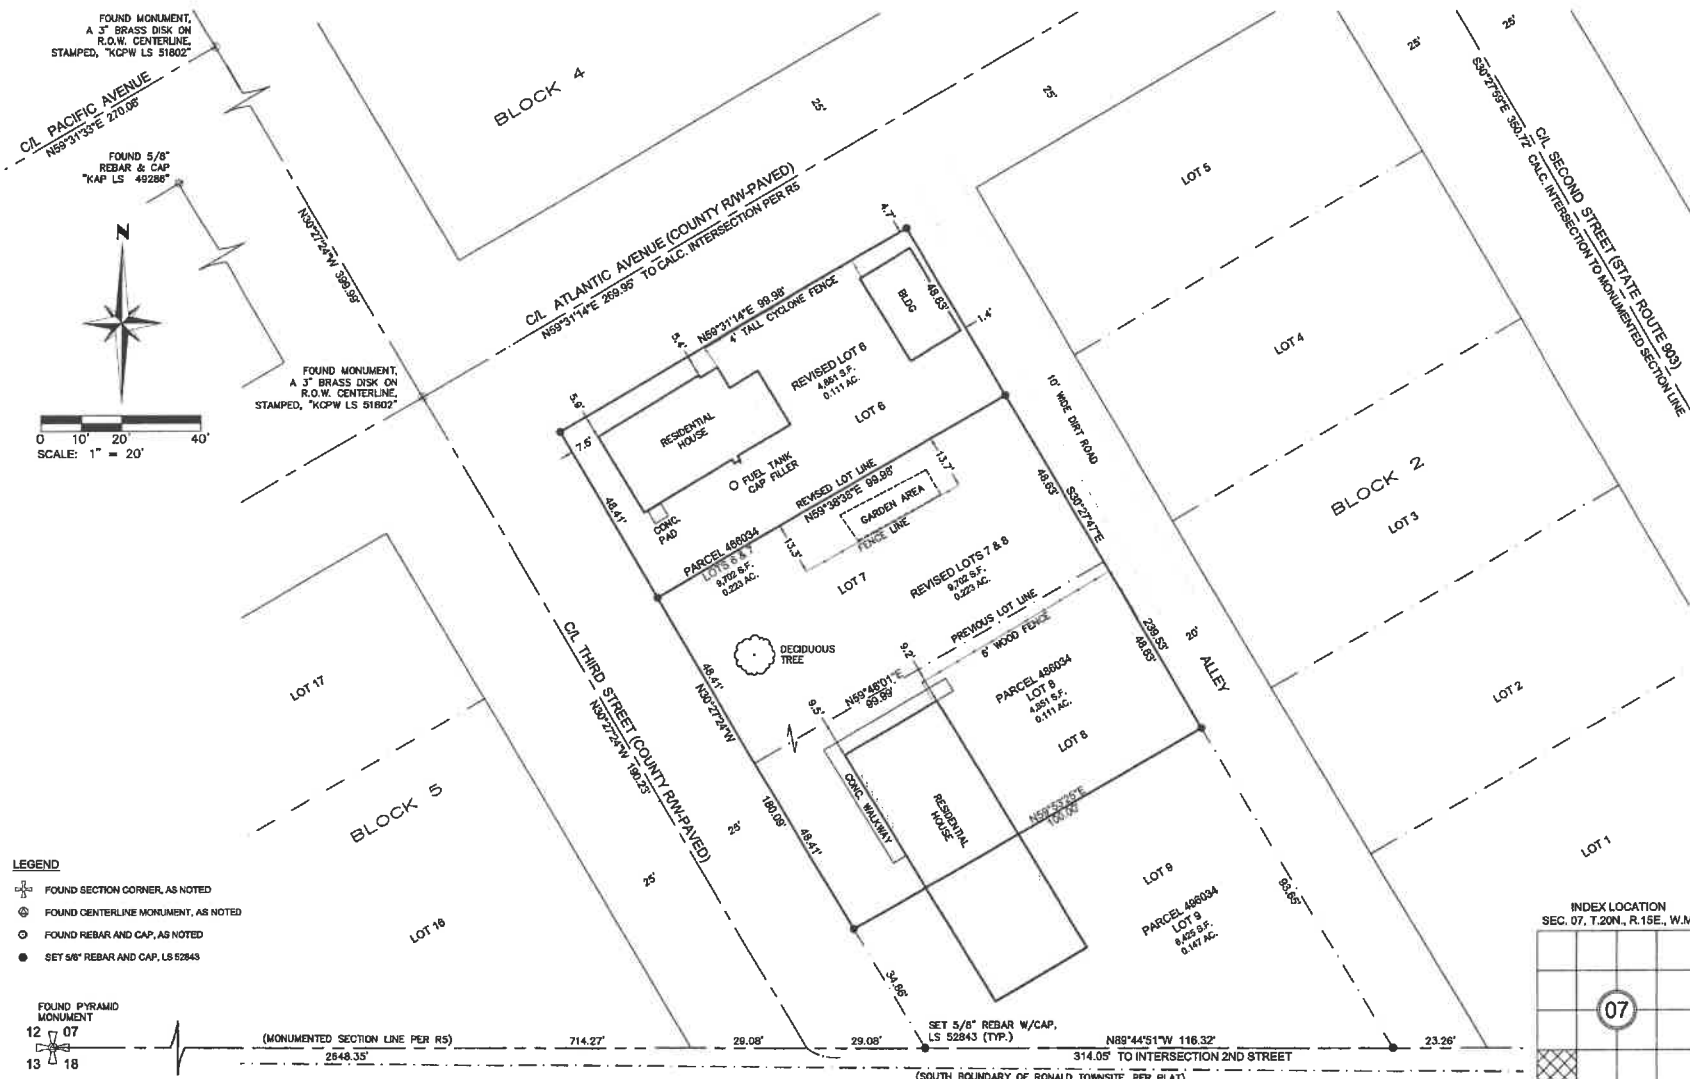 FOUND MONUMENT,
A 3" BRASS DISK ON
R.O.W. CENTERLINE,
STAMPED, "KCPW LS 51602"
C/L PACIFIC AVENUE
N59°31'33"E 270.06'
FOUND 5/8"
REBAR & CAP
"KAP LS 49286"
N
0 10' 20' 40'
SCALE: 1" = 20'
N30°27'24"W 399.99'
FOUND MONUMENT,
A 3" BRASS DISK ON
R.O.W. CENTERLINE,
STAMPED, "KCPW LS 51602"
BLOCK 4
25'
25'
C/L ATLANTIC AVENUE (COUNTY R/W-PAVED)
N59°31'14"E 269.95' TO CALC. INTERSECTION PER R5
25'
25'
C/L SECOND STREET (STATE ROUTE 903)
S30°27'59"E 350.72' CALC. INTERSECTION TO MONUMENTED SECTION LINE
4.7'
N59°31'14"E 99.98'
4' TALL CYCLONE FENCE
5.4'
5.9'
7.5'
BLDG
48.63'
1.4'
REVISED LOT 6
4,851 S.F.
0.111 AC.
LOT 6
RESIDENTIAL
HOUSE
FUEL TANK
CAP FILLER
CONC.
PAD
48.41'
REVISED LOT LINE
N59°38'38"E 99.98'
13.7'
GARDEN AREA
FENCE LINE
13.3'
PARCEL 486034
LOTS 6 & 7
9,702 S.F.
0.223 AC.
LOT 7
REVISED LOTS 7 & 8
9,702 S.F.
0.223 AC.
10' WIDE DIRT ROAD
48.63'
S30°27'47"E
PREVIOUS LOT LINE
6' WOOD FENCE
DECIDUOUS
TREE
48.41'
N30°27'24"W
N59°46'01"E
99.99'
9.2'
9.5'
PARCEL 486034
LOT 8
4,851 S.F.
0.111 AC.
LOT 8
239.53'
48.63'
20'
ALLEY
CONC. WALKWAY
RESIDENTIAL
HOUSE
N59°53'25"E
100.00'
180.09'
48.41'
C/L THIRD STREET (COUNTY R/W-PAVED)
N30°27'24"W 190.23'
25'
25'
34.86'
LOT 9
PARCEL 496034
LOT 9
6,425 S.F.
0.147 AC.
93.65'
LOT 5
LOT 4
BLOCK 2
LOT 3
LOT 2
LOT 1
LOT 17
BLOCK 5
LOT 16
LEGEND
FOUND SECTION CORNER, AS NOTED
FOUND CENTERLINE MONUMENT, AS NOTED
FOUND REBAR AND CAP, AS NOTED
SET 5/8" REBAR AND CAP, LS 52843
FOUND PYRAMID
MONUMENT
12 07
13 18
(MONUMENTED SECTION LINE PER R5)
2648.35'
714.27'
29.08'
29.08'
SET 5/8" REBAR W/CAP,
LS 52843 (TYP.)
N89°44'51"W 116.32'
314.05' TO INTERSECTION 2ND STREET
23.26'
(SOUTH BOUNDARY OF RONALD TOWNSITE, PER PLAT)
INDEX LOCATION
SEC. 07, T.20N., R.15E., W.M
07